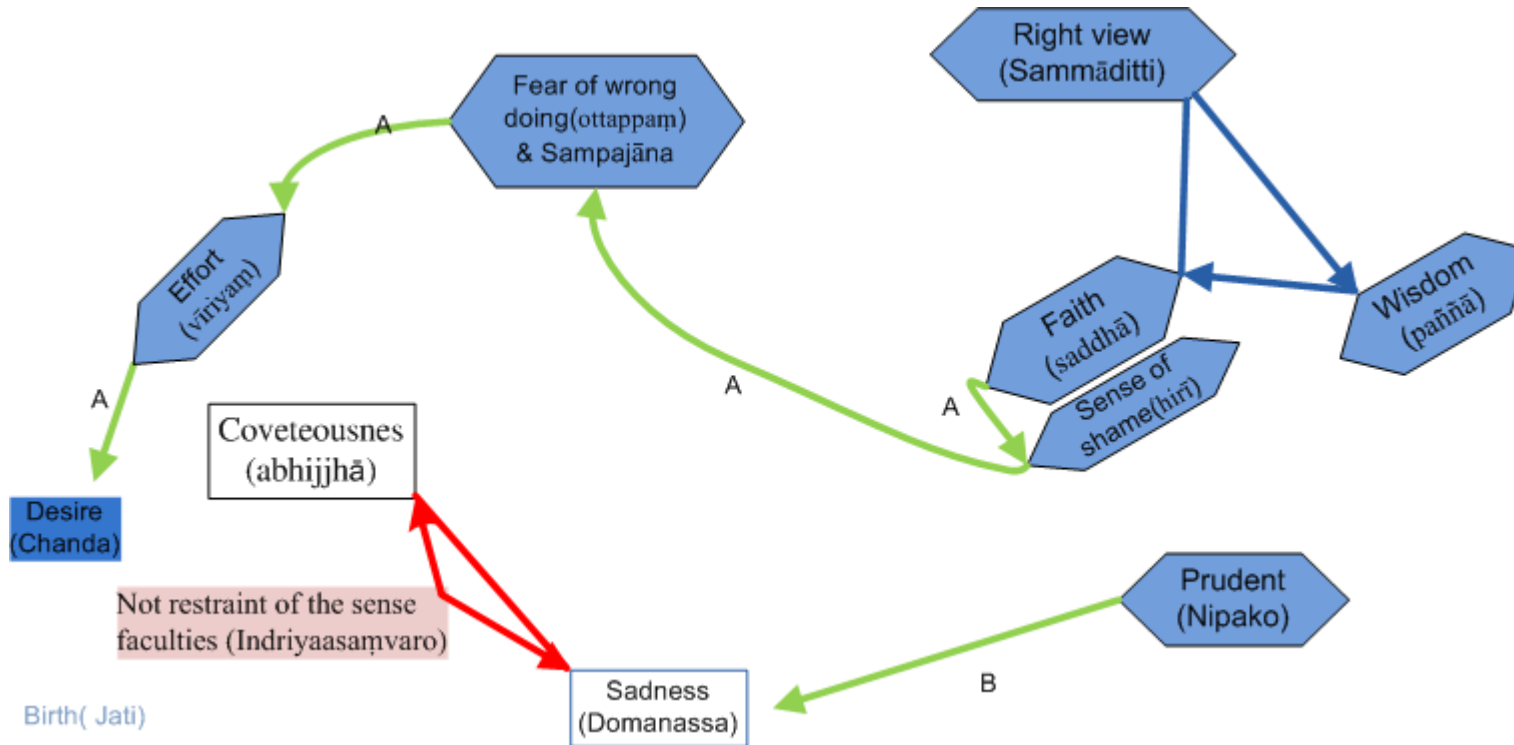 Right view
(Sammāditti)
Fear of wrong
doing(ottappaṃ)
& Sampajāna
A
Effort
(vīriyaṃ)
Wisdom
(paññā)
Faith
(saddhā)
Sense of
shame(hirī)
A
A
A
Coveteousnes
(abhijjhā)
Desire
(Chanda)
Not restraint of the sense
faculties (Indriyaasaṃvaro)
Prudent
(Nipako)
B
Sadness
(Domanassa)
Birth( Jati)